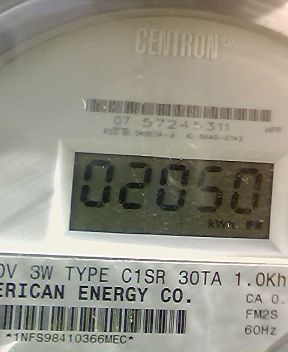 CENTRON®
07 57245311
02050
0V 3W TYPE C1SR 30TA 1.0Kh
ERICAN ENERGY CO.
CA 0.
FM2S
60Hz
*1NFS98410366MEC*